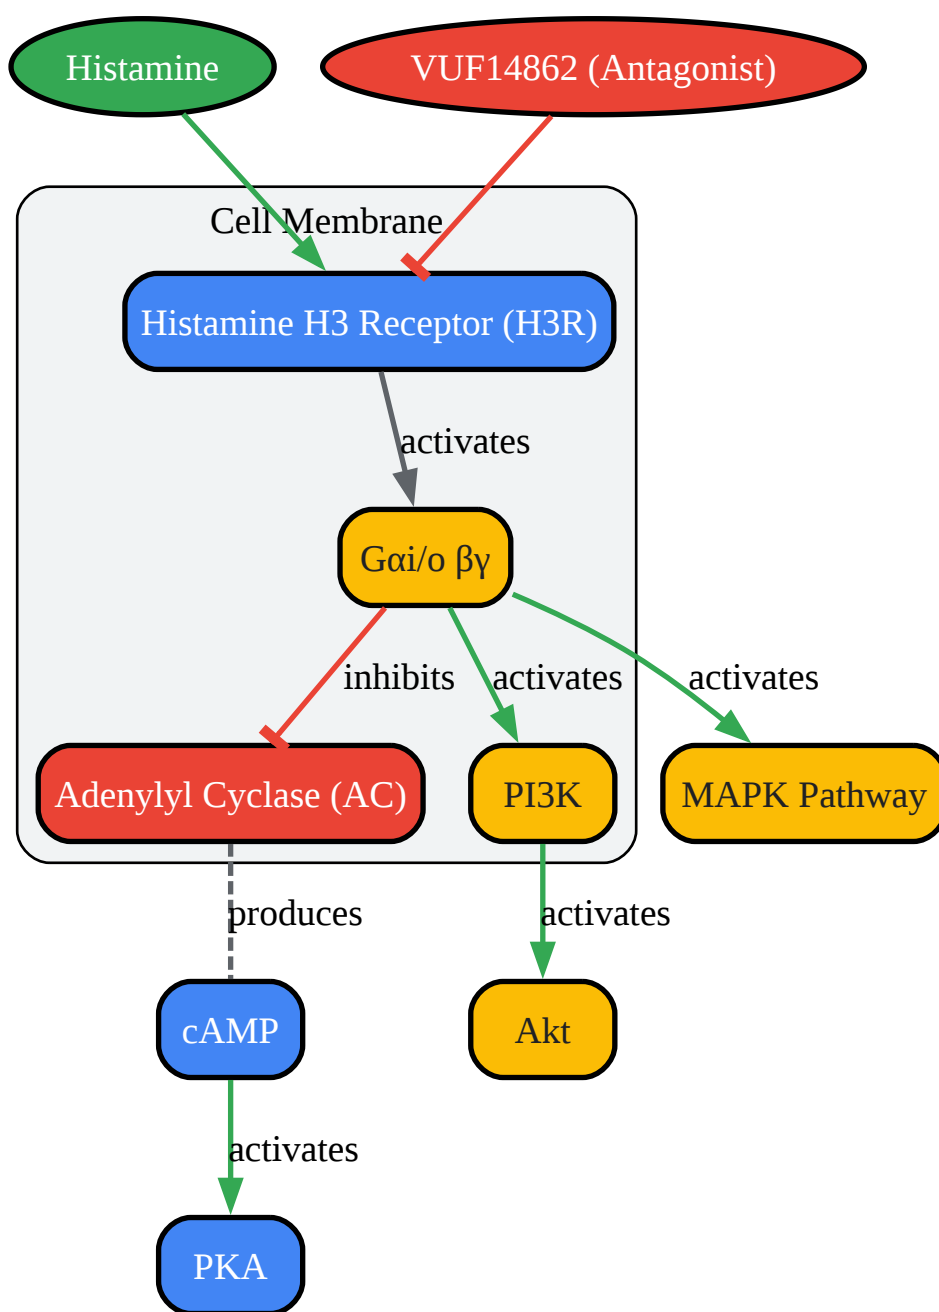 Histamine
VUF14862 (Antagonist)
Cell Membrane
Histamine H3 Receptor (H3R)
activates
Gαi/o βγ
inhibits
activates
activates
Adenylyl Cyclase (AC)
PI3K
MAPK Pathway
produces
activates
cAMP
Akt
activates
PKA